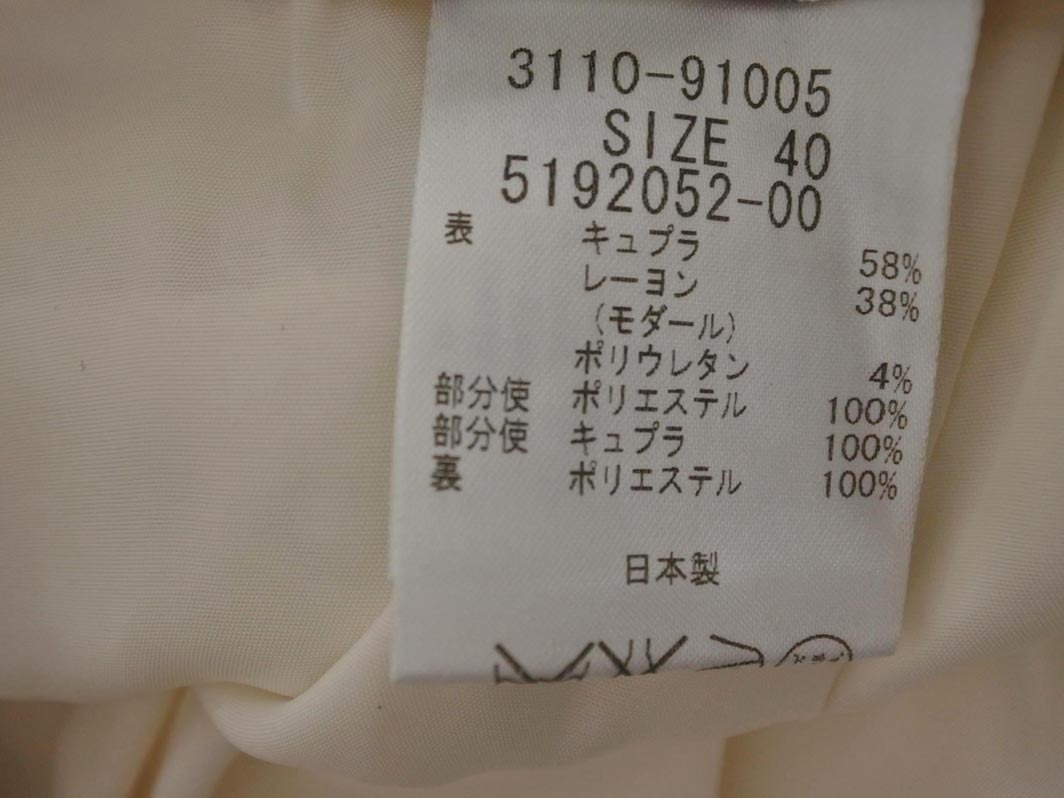 3110-91005
SIZE 40
5192052-00
表 キュプラ 58%
レーヨン 38%
(モダール)
ポリウレタン 4%
部分使 ポリエステル 100%
部分使 キュプラ 100%
裏 ポリエステル 100%
日本製